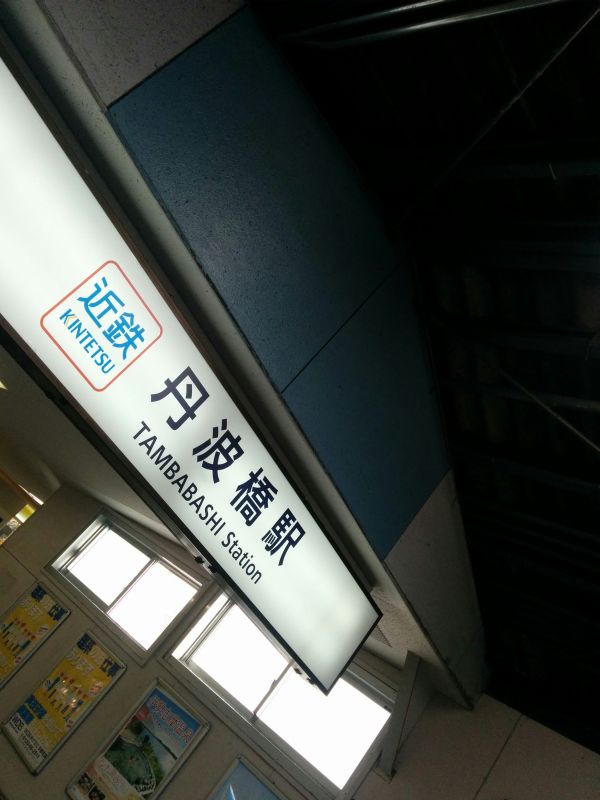 近鉄
KINTETSU
丹波橋駅
TAMBABASHI Station